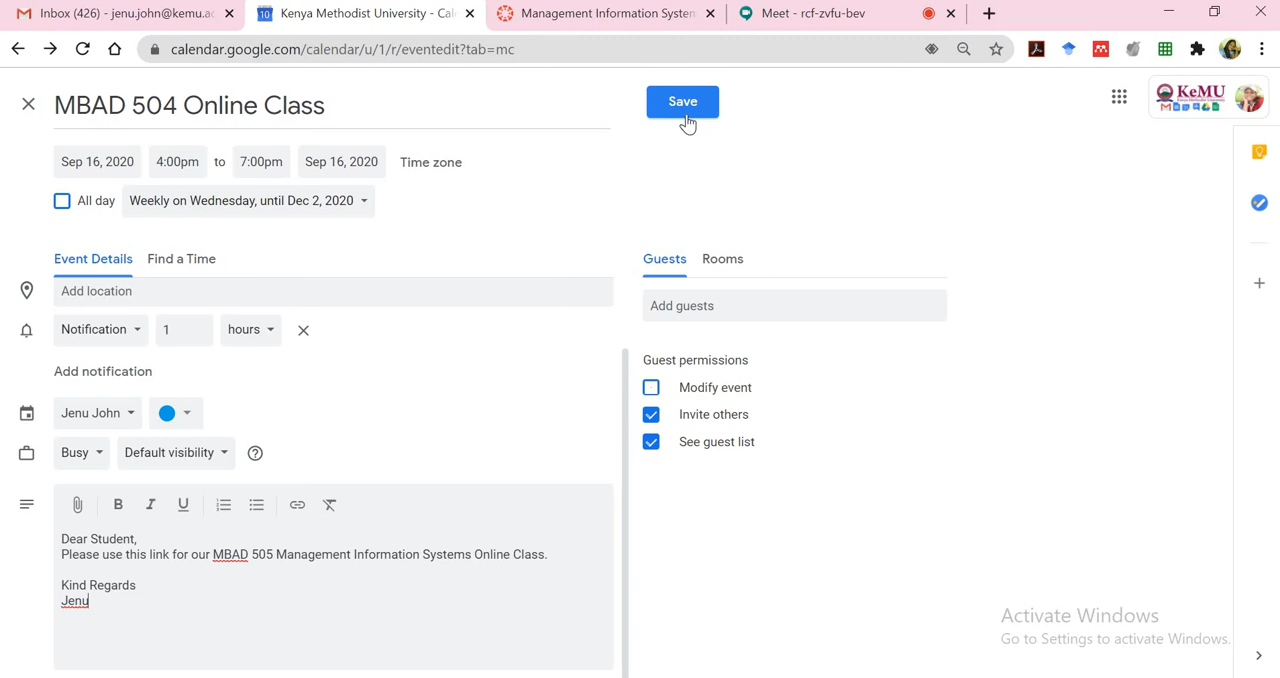 Inbox (426) - jenu.john@kemu.ac
Kenya Methodist University - Cal
Management Information System
Meet - rcf-zvfu-bev
calendar.google.com/calendar/u/1/r/eventedit?tab=mc
MBAD 504 Online Class
Save
KeMU
Sep 16, 2020 4:00pm to 7:00pm Sep 16, 2020 Time zone
All day Weekly on Wednesday, until Dec 2, 2020
Event Details Find a Time
Guests Rooms
Add location
Add guests
Notification 1 hours
Add notification
Guest permissions
Modify event
Invite others
See guest list
Jenu John
Busy Default visibility
B I U
Dear Student,
Please use this link for our MBAD 505 Management Information Systems Online Class.
Kind Regards
Jenu
Activate Windows
Go to Settings to activate Windows.